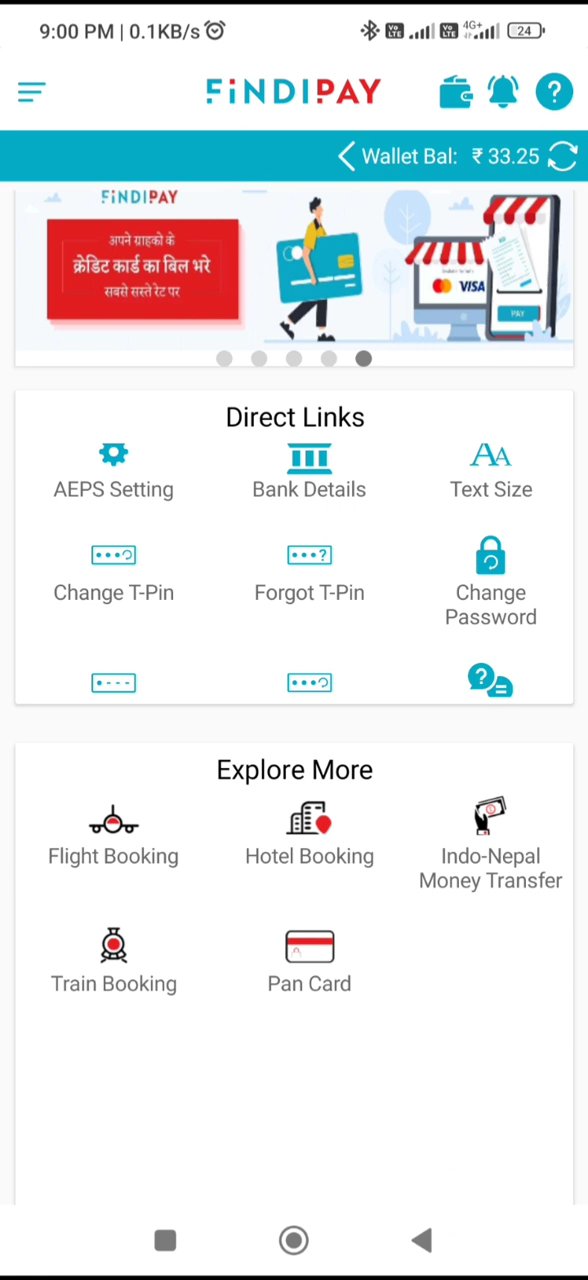 9:00 PM | 0.1KB/s
4G+
24
FiNDIPAY
?
Wallet Bal: ₹ 33.25
FiNDIPAY
अपने ग्राहको के
क्रेडिट कार्ड का बिल भरे
सबसे सस्ते रेट पर
VISA
PAY
Direct Links
AEPS Setting
Bank Details
AA
Text Size
Change T-Pin
?
Forgot T-Pin
Change
Password
?
Explore More
Flight Booking
Hotel Booking
Indo-Nepal
Money Transfer
Train Booking
Pan Card